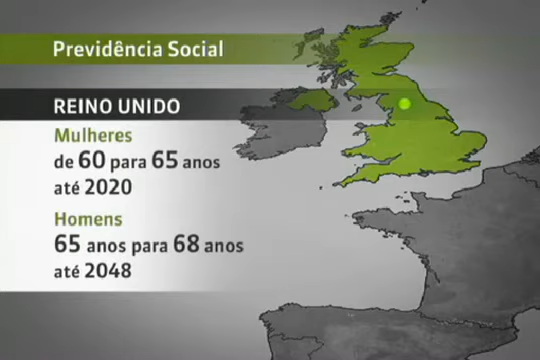 Previdência Social
REINO UNIDO
Mulheres
de 60 para 65 anos
até 2020
Homens
65 anos para 68 anos
até 2048